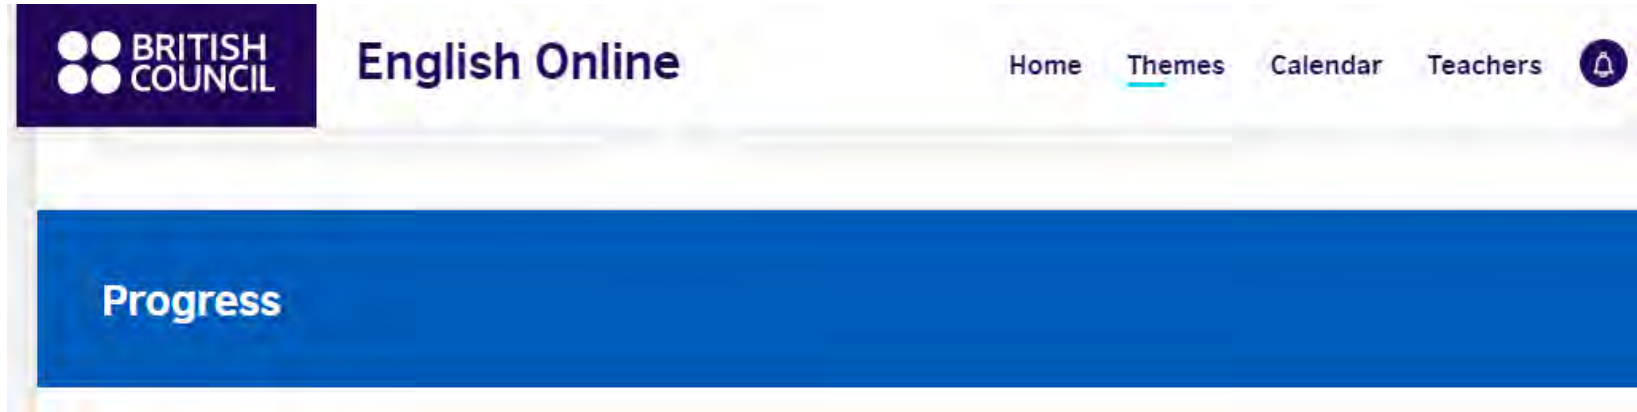 BRITISH
COUNCIL
English Online
Home Themes Calendar Teachers
Progress